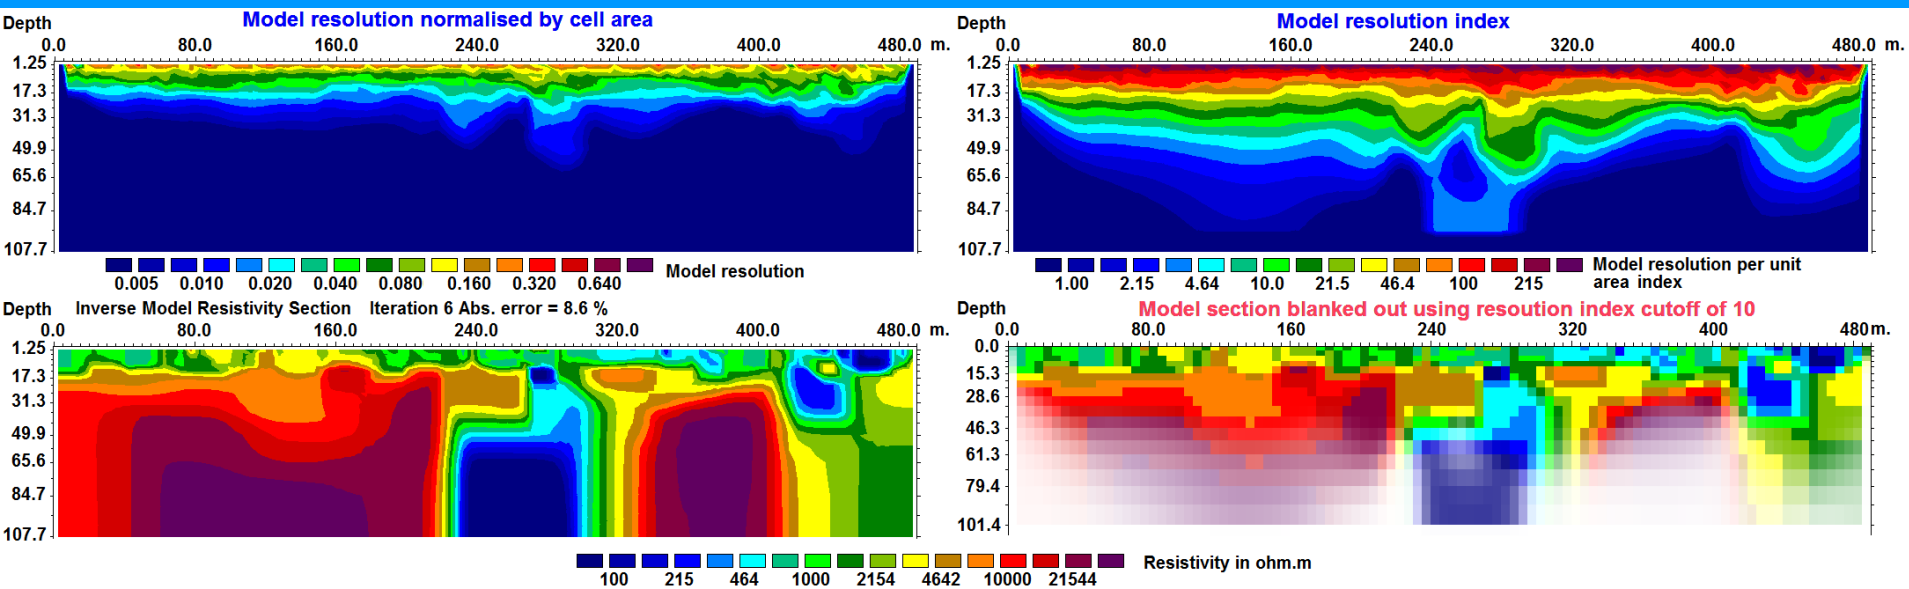 Model resolution normalised by cell area
Depth
0.0 80.0 160.0 240.0 320.0 400.0 480.0 m.
1.25
17.3
31.3
49.9
65.6
84.7
107.7
0.005 0.010 0.020 0.040 0.080 0.160 0.320 0.640
Model resolution
Model resolution index
Depth
0.0 80.0 160.0 240.0 320.0 400.0 480.0 m.
1.25
17.3
31.3
49.9
65.6
84.7
107.7
1.00 2.15 4.64 10.0 21.5 46.4 100 215
Model resolution per unit
area index
Depth Inverse Model Resistivity Section Iteration 6 Abs. error = 8.6 %
0.0 80.0 160.0 240.0 320.0 400.0 480.0 m.
1.25
17.3
31.3
49.9
65.6
84.7
107.7
Depth
Model section blanked out using resoution index cutoff of 10
0.0 80.0 160 240 320 400 480 m.
0.0
15.3
28.6
46.3
61.3
79.4
101.4
100 215 464 1000 2154 4642 10000 21544
Resistivity in ohm.m